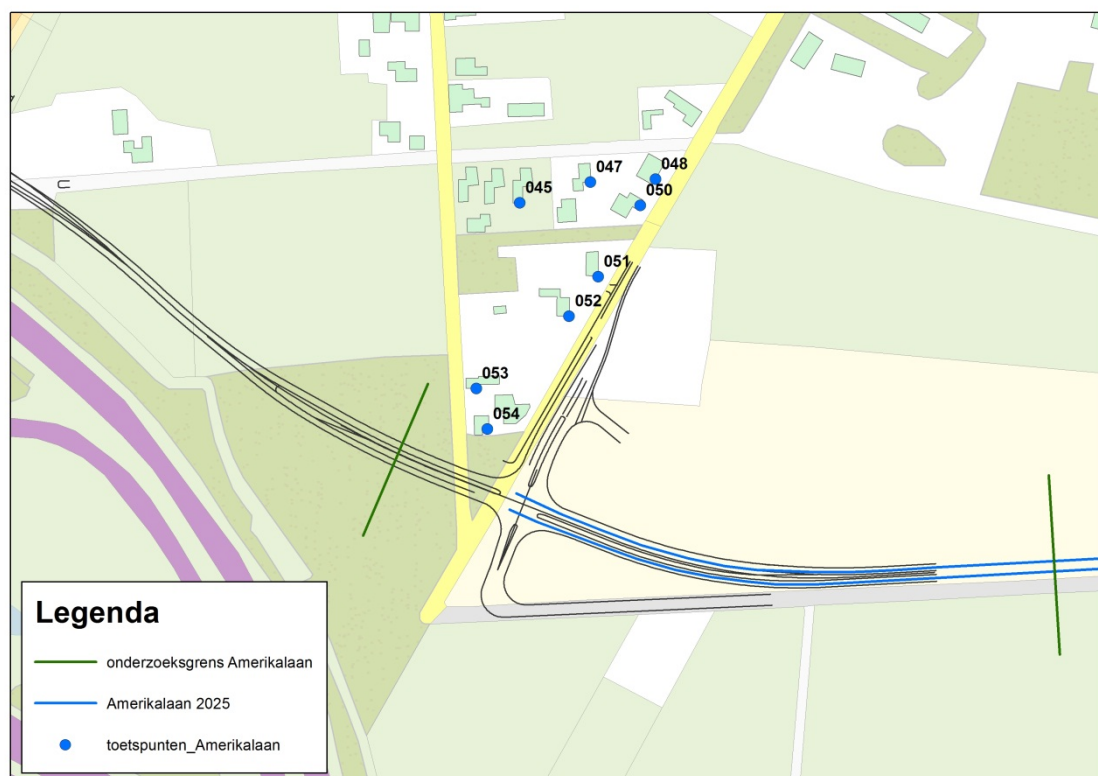 048
047
045
050
051
052
053
054
Legenda
onderzoeksgrens Amerikalaan
Amerikalaan 2025
toetspunten_Amerikalaan